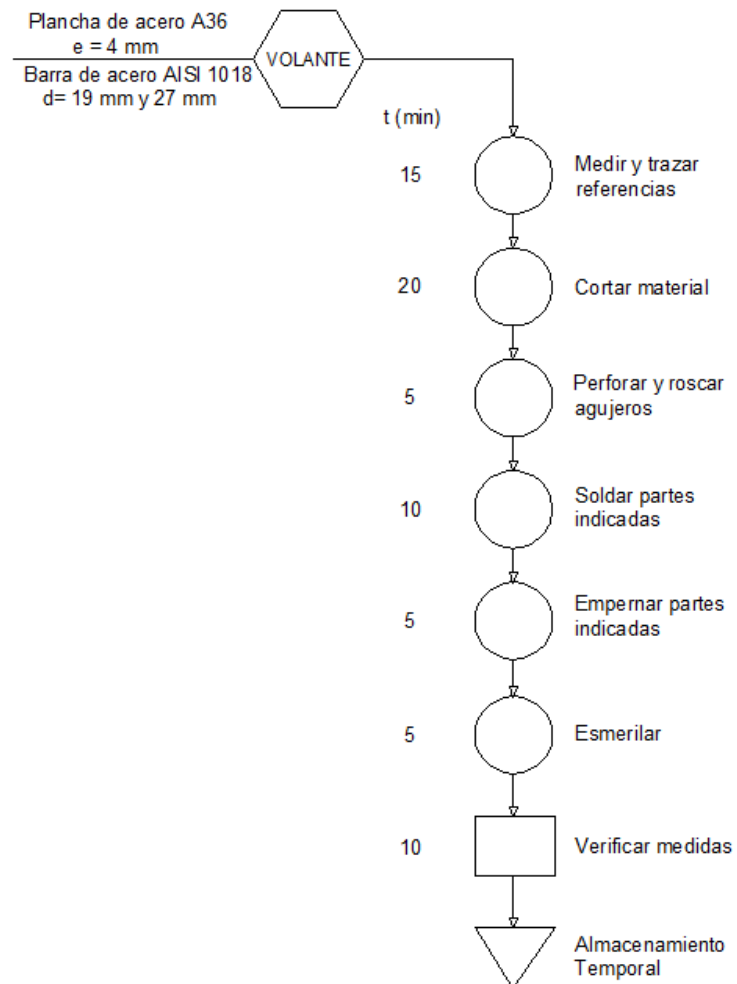 Plancha de acero A36
e = 4 mm
VOLANTE
Barra de acero AISI 1018
d= 19 mm y 27 mm
t (min)
15
Medir y trazar
referencias
20
Cortar material
5
Perforar y roscar
agujeros
10
Soldar partes
indicadas
5
Empernar partes
indicadas
5
Esmerilar
10
Verificar medidas
Almacenamiento
Temporal